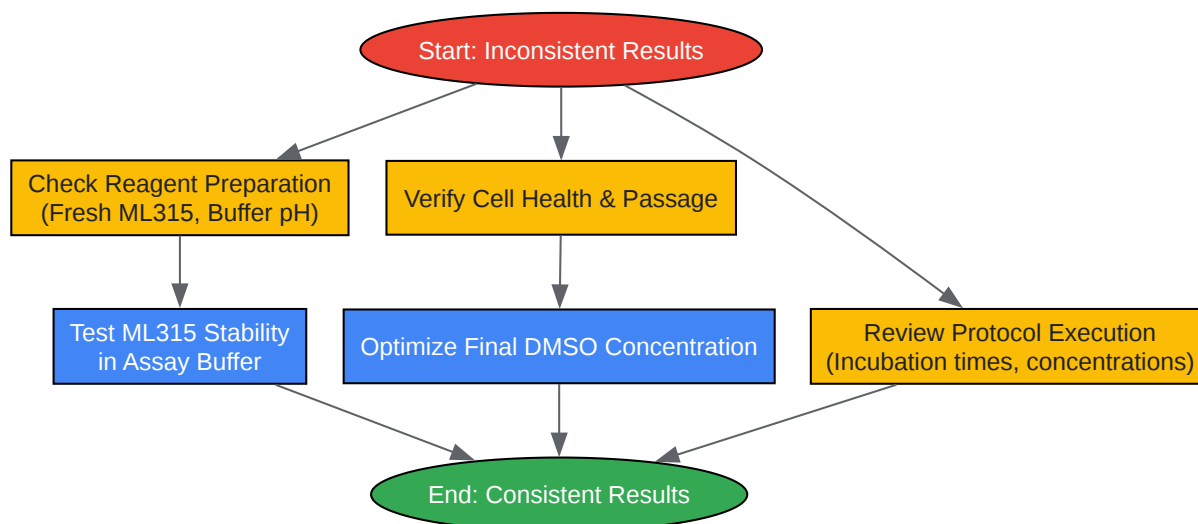 Start: Inconsistent Results
Check Reagent Preparation
(Fresh ML315, Buffer pH)
Verify Cell Health & Passage
Test ML315 Stability
in Assay Buffer
Optimize Final DMSO Concentration
Review Protocol Execution
(Incubation times, concentrations)
End: Consistent Results